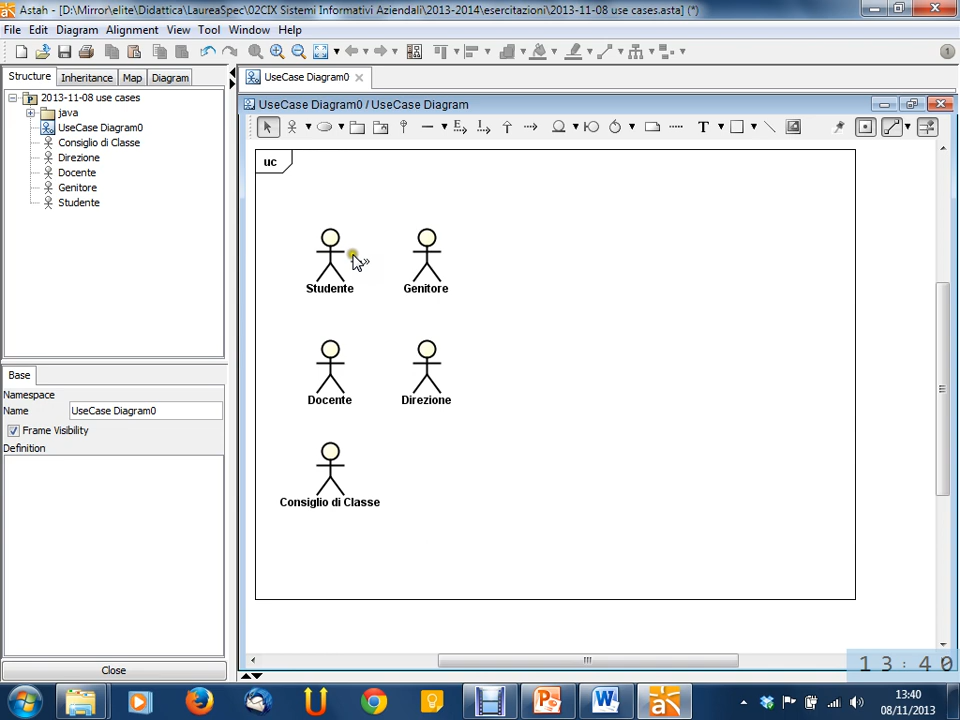 Astah - [D:\Mirror\elite\Didattica\LaureaSpec\02CIX Sistemi Informativi Aziendali\2013-2014\esercitazioni\2013-11-08 use cases.asta] (*)
File Edit Diagram Alignment View Tool Window Help
Structure Inheritance Map Diagram
UseCase Diagram0
2013-11-08 use cases
java
UseCase Diagram0
Consiglio di Classe
Direzione
Docente
Genitore
Studente
UseCase Diagram0 / UseCase Diagram
E
I
T
1
uc
Studente
Genitore
Docente
Direzione
Consiglio di Classe
Base
Namespace
Name UseCase Diagram0
Frame Visibility
Definition
Close
13:40
13:40
08/11/2013